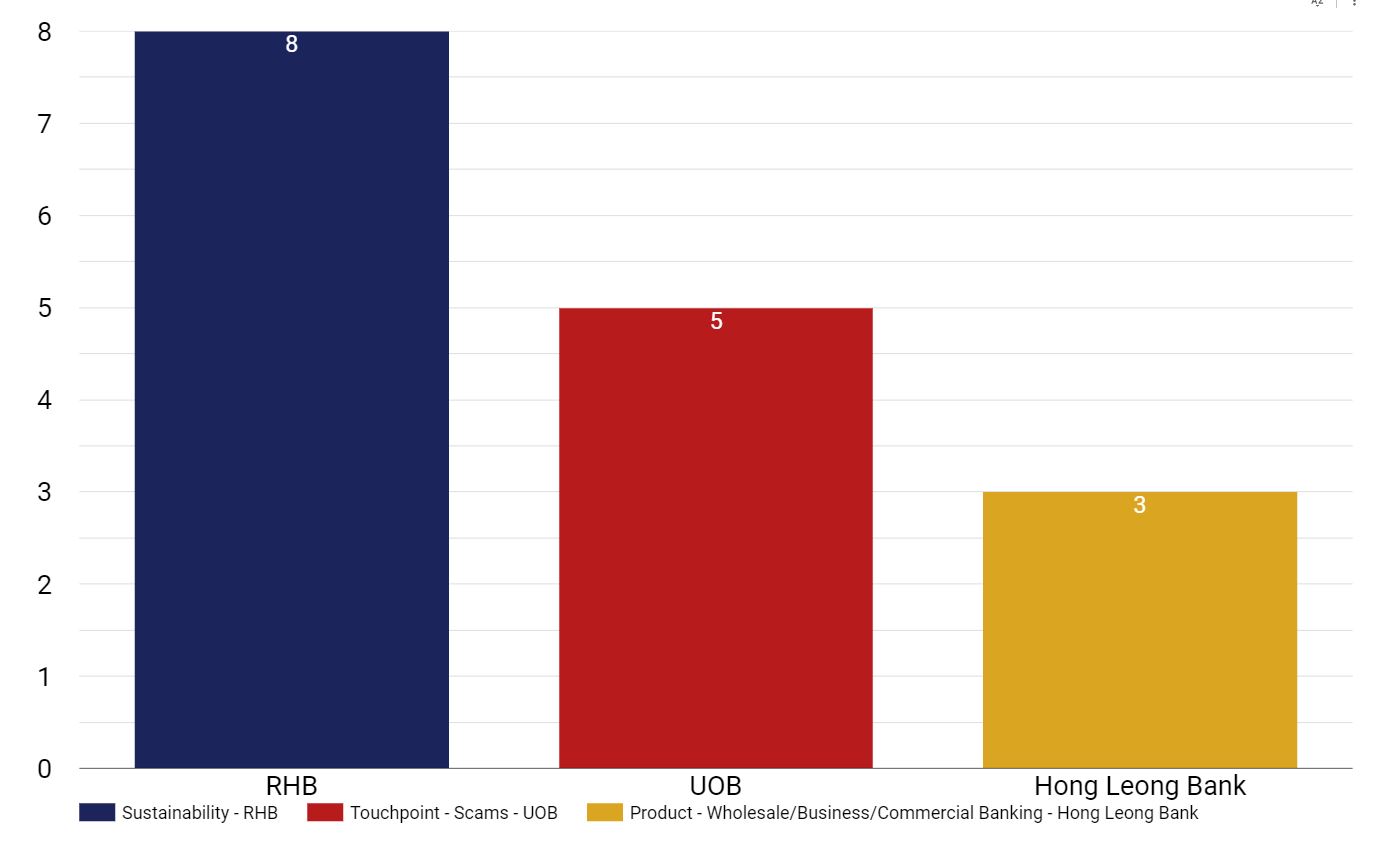 8
7
6
5
4
3
2
1
0
8
5
3
RHB
UOB
Hong Leong Bank
Sustainability - RHB
Touchpoint - Scams - UOB
Product - Wholesale/Business/Commercial Banking - Hong Leong Bank